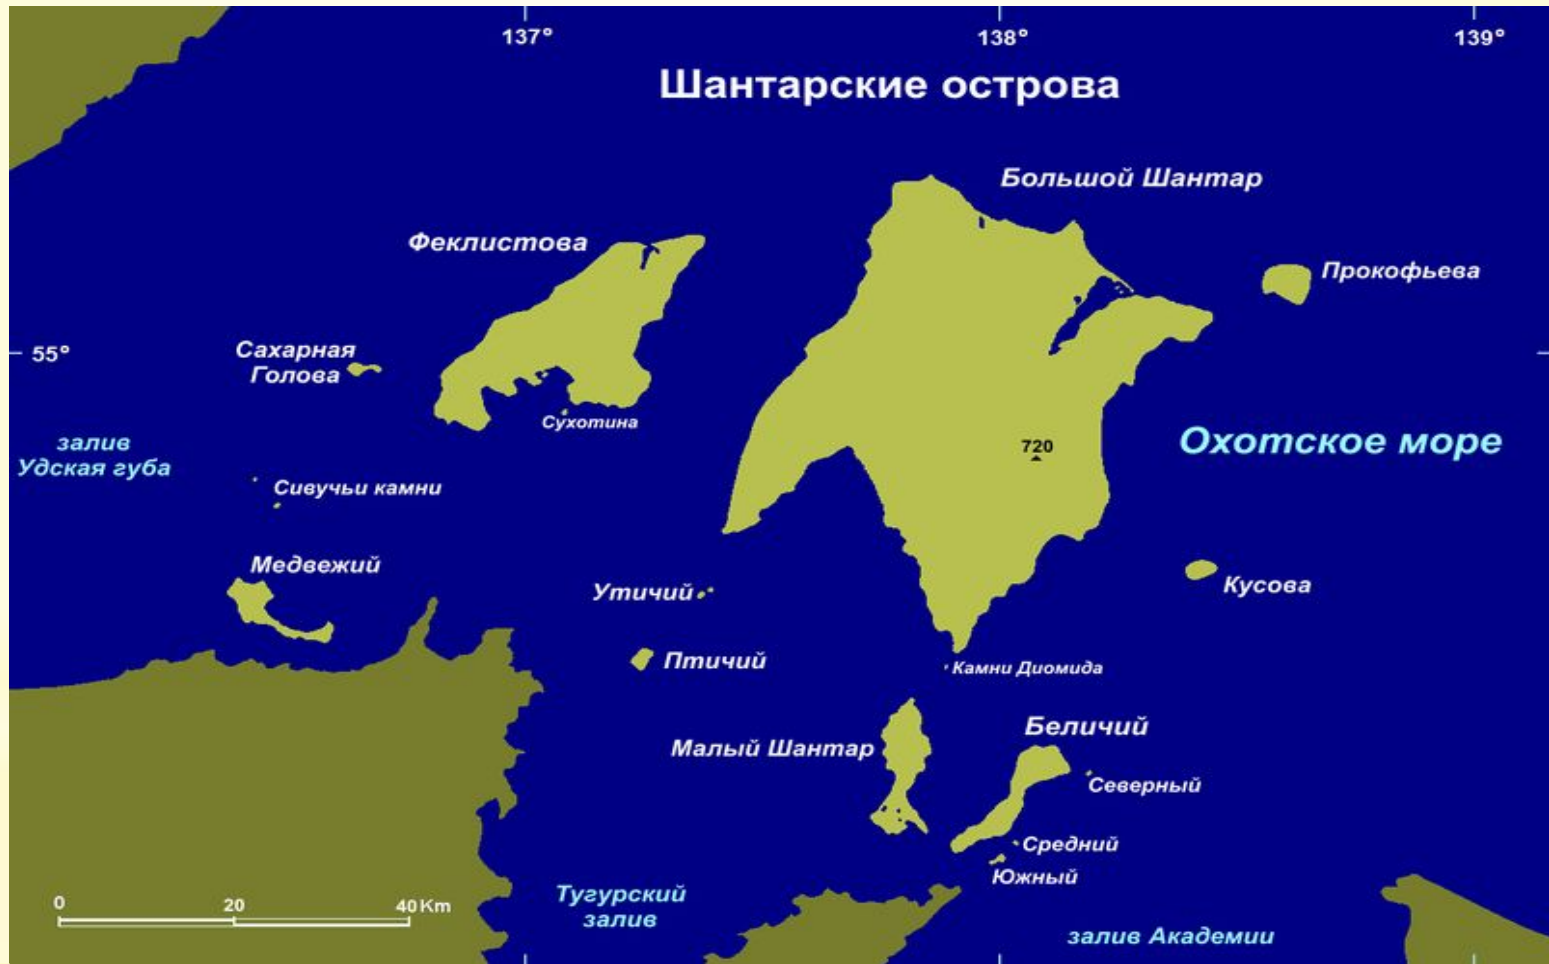 137°
138°
139°
Шантарские острова
Большой Шантар
Феклистова
Прокофьева
55°
Сахарная
Голова
Сухотина
залив
Удская губа
720
Охотское море
Сивучьи камни
Медвежий
Утичий
Кусова
Птичий
Камни Диомида
Малый Шантар
Беличий
Северный
Средний
Южный
Тугурский
залив
0 20 40 Km
залив Академии